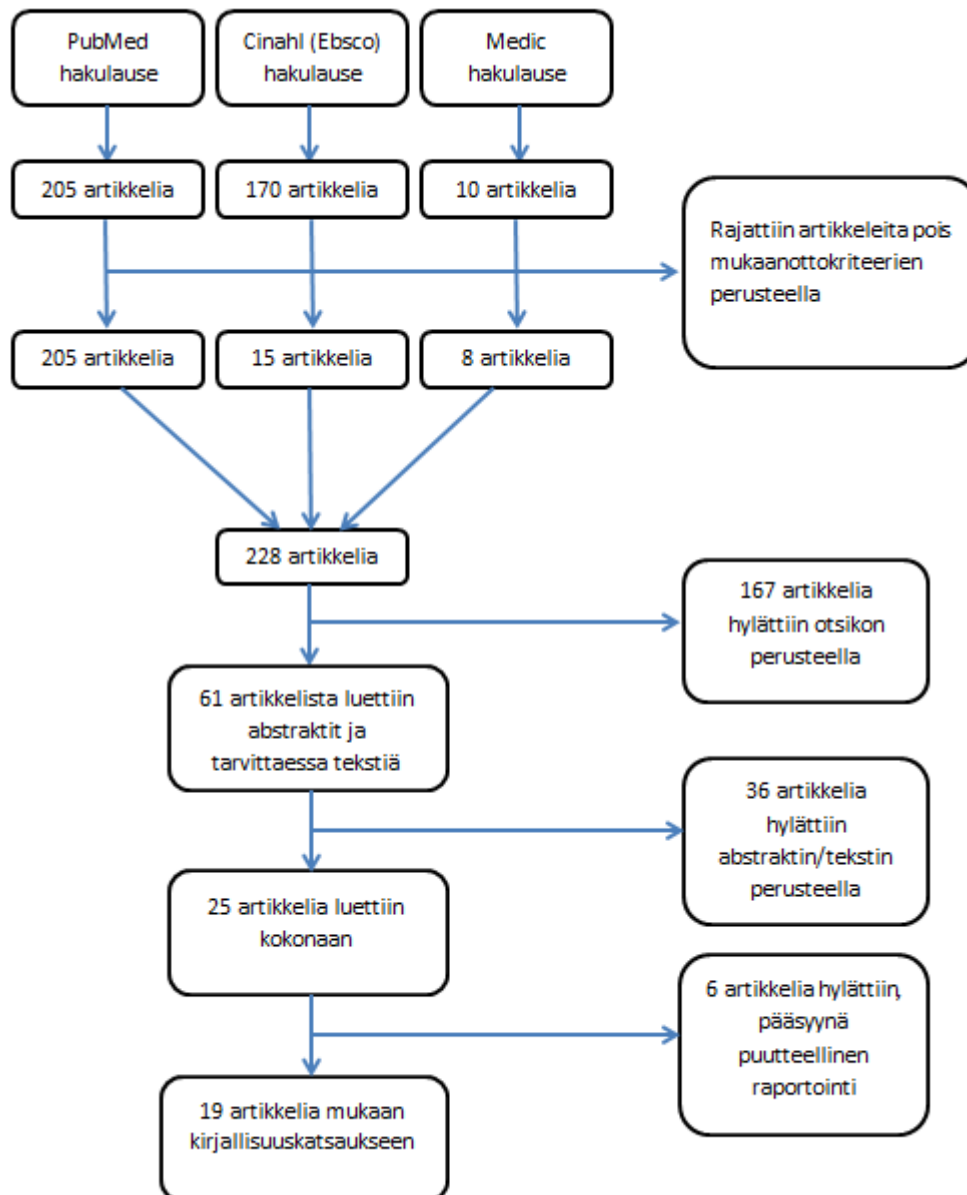 PubMed
hakulause
Cinahl (Ebsco)
hakulause
Medic
hakulause
205 artikkelia
170 artikkelia
10 artikkelia
Rajattiin artikkeleita pois
mukaanottokriteerien
perusteella
205 artikkelia
15 artikkelia
8 artikkelia
228 artikkelia
167 artikkelia
hylättiin otsikon
perusteella
61 artikkelista luettiin
abstraktit ja
tarvittaessa tekstiä
36 artikkelia
hylättiin
abstraktin/tekstin
perusteella
25 artikkelia luettiin
kokonaan
6 artikkelia hylättiin,
pääsyynä
puutteellinen
raportointi
19 artikkelia mukaan
kirjallisuuskatsaukseen